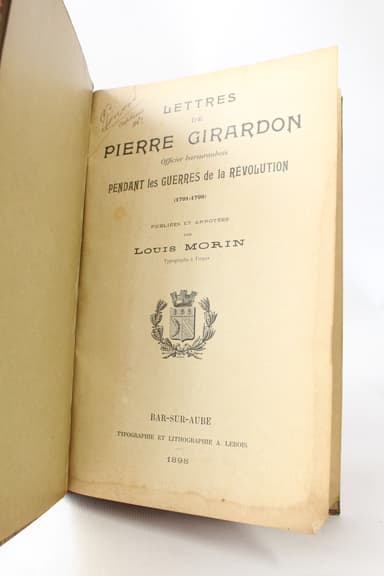 LETTRES
DE
PIERRE GIRARDON
Officier barsuraubois
PENDANT les GUERRES de la RÉVOLUTION
(1791-1799)
PUBLIÉES ET ANNOTÉES
PAR
LOUIS MORIN
Typographe à Troyes
BAR-SUR-AUBE
TYPOGRAPHIE ET LITHOGRAPHIE A. LEBOIS
1898